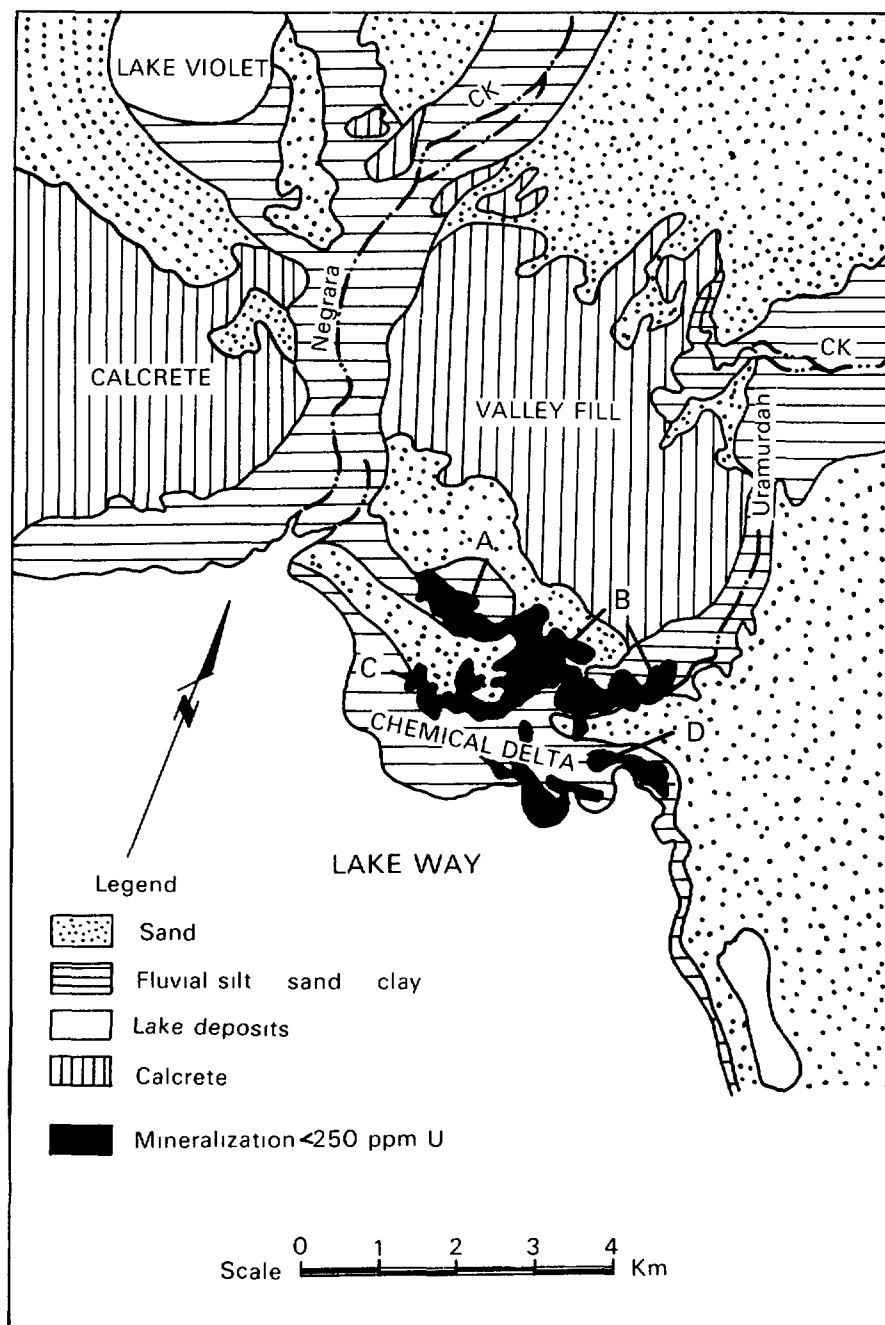 LAKE VIOLET
CK
Negrara
CALCRETE
VALLEY FILL
CK
Uramurdah
A
B
C
CHEMICAL DELTA
D
N
LAKE WAY
Legend
Sand
Fluvial silt sand clay
Lake deposits
Calcrete
Mineralization <250 ppm U
0 1 2 3 4
Scale Km